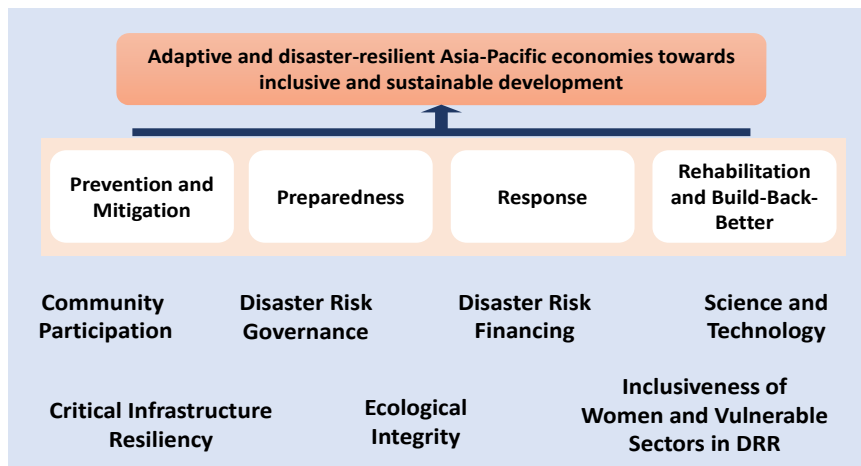 Adaptive and disaster-resilient Asia-Pacific economies towards
inclusive and sustainable development
Prevention and
Mitigation
Preparedness
Response
Rehabilitation
and Build-Back-
Better
Community
Participation
Disaster Risk
Governance
Disaster Risk
Financing
Science and
Technology
Critical Infrastructure
Resiliency
Ecological
Integrity
Inclusiveness of
Women and Vulnerable
Sectors in DRR